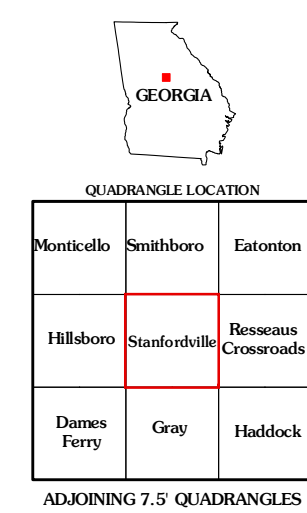 GEORGIA
QUADRANGLE LOCATION
Monticello Smithboro Eatonton
Hillsboro Stanfordville Resseaus
Crossroads
Dames
Ferry Gray Haddock
ADJOINING 7.5' QUADRANGLES